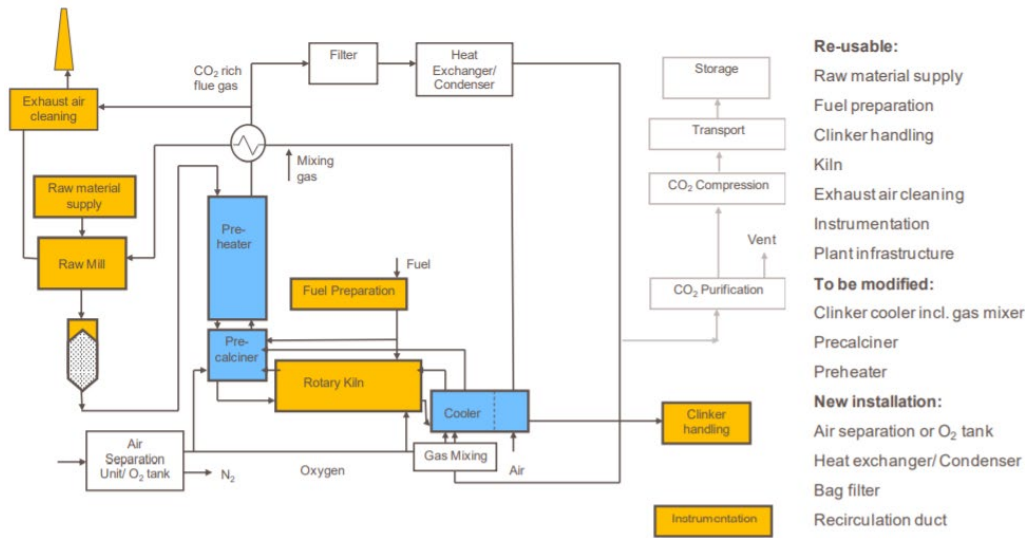 Filter
Heat
Exchanger/
Condenser
CO₂ rich
flue gas
Exhaust air
cleaning
Mixing
gas
Raw material
supply
Raw Mill
Pre-
heater
Fuel
Fuel Preparation
Pre-
calciner
Rotary Kiln
Cooler
Clinker
handling
Air
Separation
Unit/ O₂ tank
N₂
Oxygen
Gas Mixing
Air
Storage
Transport
CO₂ Compression
Vent
CO₂ Purification
Instrumentation
Re-usable:
Raw material supply
Fuel preparation
Clinker handling
Kiln
Exhaust air cleaning
Instrumentation
Plant infrastructure
To be modified:
Clinker cooler incl. gas mixer
Precalciner
Preheater
New installation:
Air separation or O₂ tank
Heat exchanger/ Condenser
Bag filter
Recirculation duct